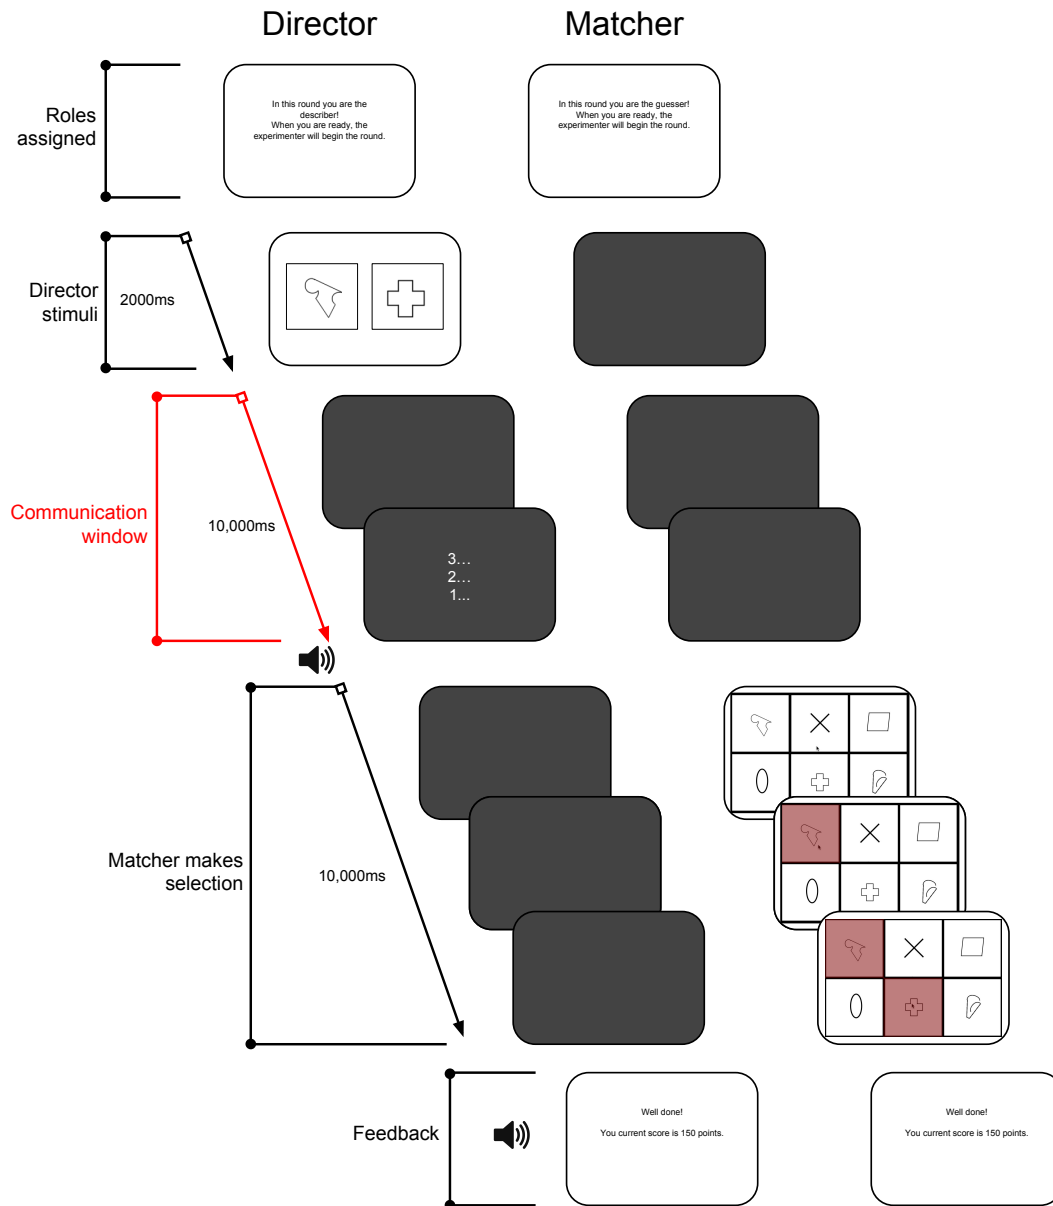 Director
Matcher
Roles
assigned
In this round you are the
describer!
When you are ready, the
experimenter will begin the round.
In this round you are the guesser!
When you are ready, the
experimenter will begin the round.
Director
stimuli
2000ms
Communication
window
10,000ms
3...
2...
1...
Matcher makes
selection
10,000ms
Feedback
Well done!
You current score is 150 points.
Well done!
You current score is 150 points.